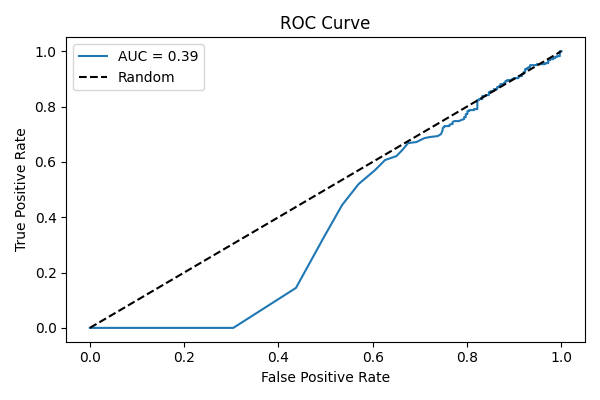 ROC Curve
AUC = 0.39
Random
True Positive Rate
1.0
0.8
0.6
0.4
0.2
0.0
0.0 0.2 0.4 0.6 0.8 1.0
False Positive Rate